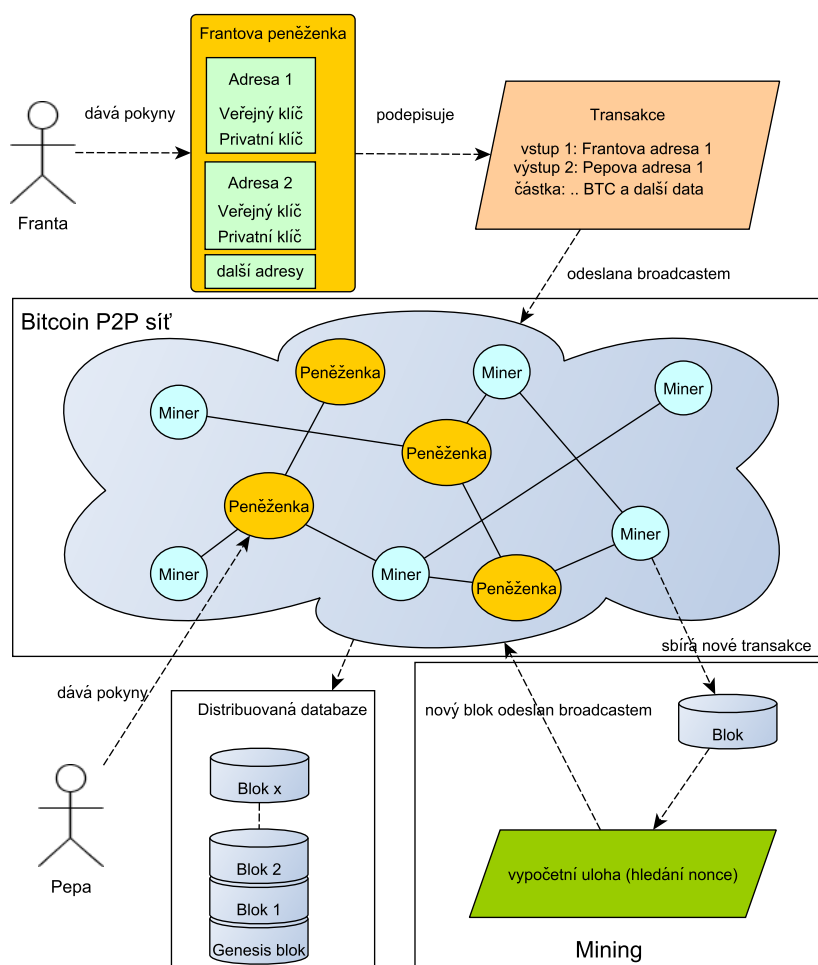 Frantova peněženka
Adresa 1
Veřejný klíč
Privatní klíč
Adresa 2
Veřejný klíč
Privatní klíč
další adresy
dává pokyny
Franta
podepisuje
Transakce
vstup 1: Frantova adresa 1
výstup 2: Pepova adresa 1
částka: .. BTC a další data
odeslana broadcastem
Bitcoin P2P síť
Peněženka
Miner
Miner
Miner
Peněženka
Peněženka
Miner
Miner
Miner
Peněženka
sbírá nové transakce
dává pokyny
Pepa
Distribuovaná databaze
Blok x
Blok 2
Blok 1
Genesis blok
nový blok odeslan broadcastem
Blok
vypočetní uloha (hledání nonce)
Mining